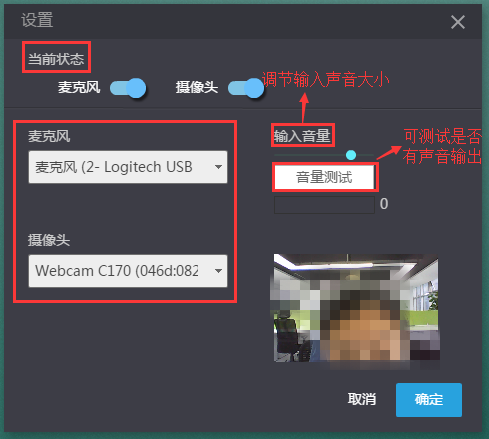 设置
当前状态
麦克风
摄像头
调节输入声音大小
麦克风
麦克风 (2- Logitech USB
摄像头
Webcam C170 (046d:082
输入音量
可测试是否
有声音输出
音量测试
0
取消
确定